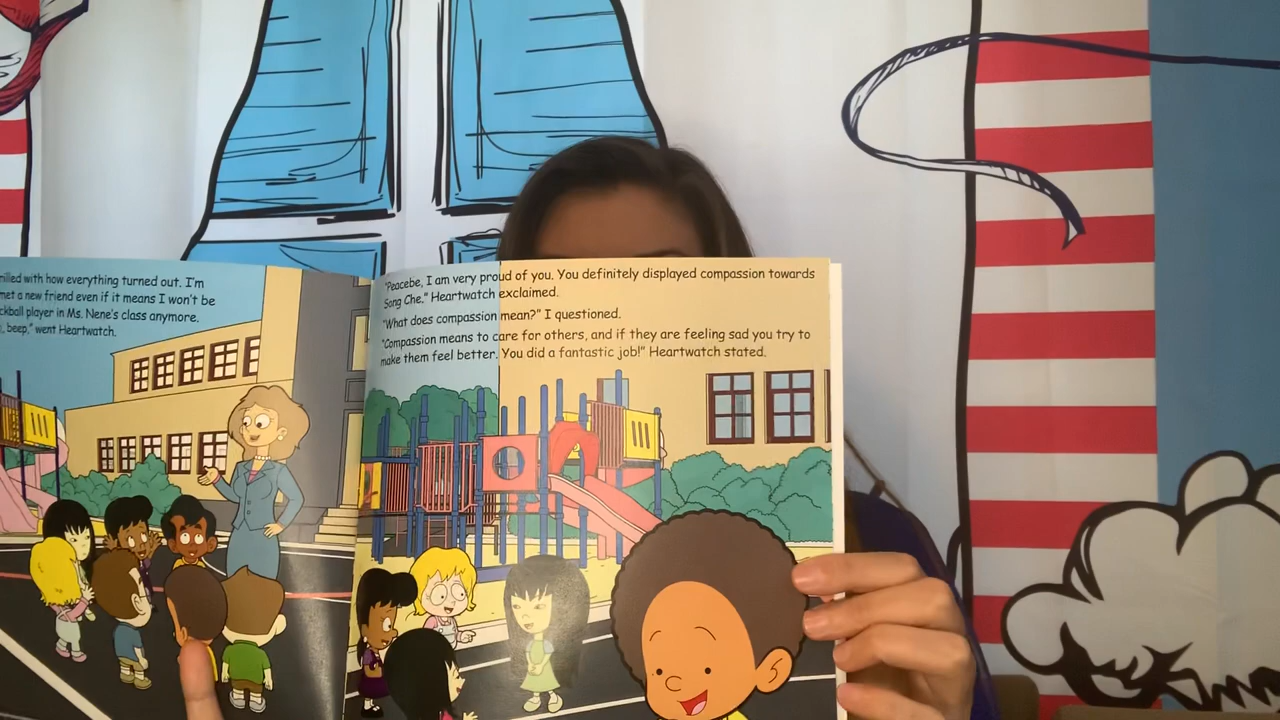 with how everything turned out. I'm
met a new friend even if it means I won't be
player in Ms. Nene's class anymore.
beep," went Heartwatch.
"Peacebe, I am very proud of you. You definitely displayed compassion towards
Song Che." Heartwatch exclaimed.
"What does compassion mean?" I questioned.
"Compassion means to care for others, and if they are feeling sad you try to
make them feel better. You did a fantastic job!" Heartwatch stated.